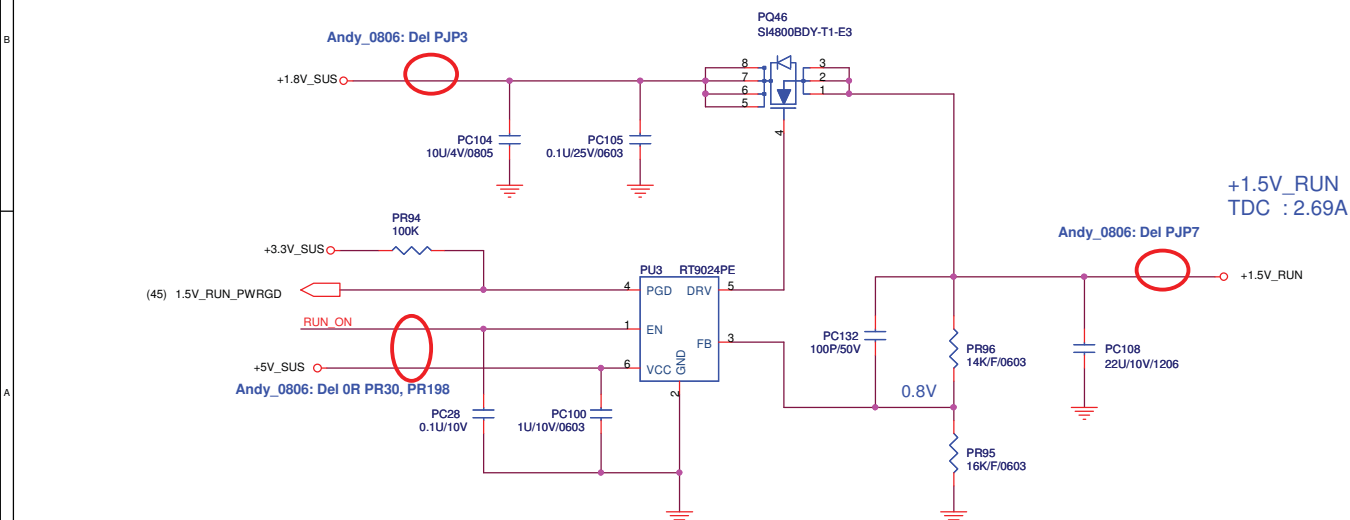 B
PQ46
SI4800BDY-T1-E3
Andy_0806: Del PJP3
+1.8V_SUS
8
7
6
5
3
2
1
4
PC104
10U/4V/0805
PC105
0.1U/25V/0603
+1.5V_RUN
TDC : 2.69A
PR94
100K
+3.3V_SUS
Andy_0806: Del PJP7
PU3 RT9024PE
(45) 1.5V_RUN_PWRGD
4 PGD DRV 5
+1.5V_RUN
RUN_ON
1 EN
FB 3
PC132
100P/50V
PR96
14K/F/0603
PC108
22U/10V/1206
+5V_SUS
6 VCC GND
2
A
Andy_0806: Del 0R PR30, PR198
0.8V
PC28
0.1U/10V
PC100
1U/10V/0603
PR95
16K/F/0603